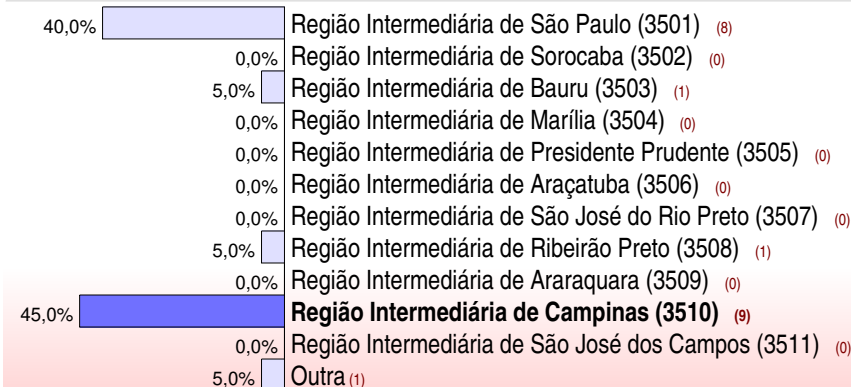 40,0% Região Intermediária de São Paulo (3501) (8)
0,0% Região Intermediária de Sorocaba (3502) (0)
5,0% Região Intermediária de Bauru (3503) (1)
0,0% Região Intermediária de Marília (3504) (0)
0,0% Região Intermediária de Presidente Prudente (3505) (0)
0,0% Região Intermediária de Araçatuba (3506) (0)
0,0% Região Intermediária de São José do Rio Preto (3507) (0)
5,0% Região Intermediária de Ribeirão Preto (3508) (1)
0,0% Região Intermediária de Araraquara (3509) (0)
45,0% Região Intermediária de Campinas (3510) (9)
0,0% Região Intermediária de São José dos Campos (3511) (0)
5,0% Outra (1)